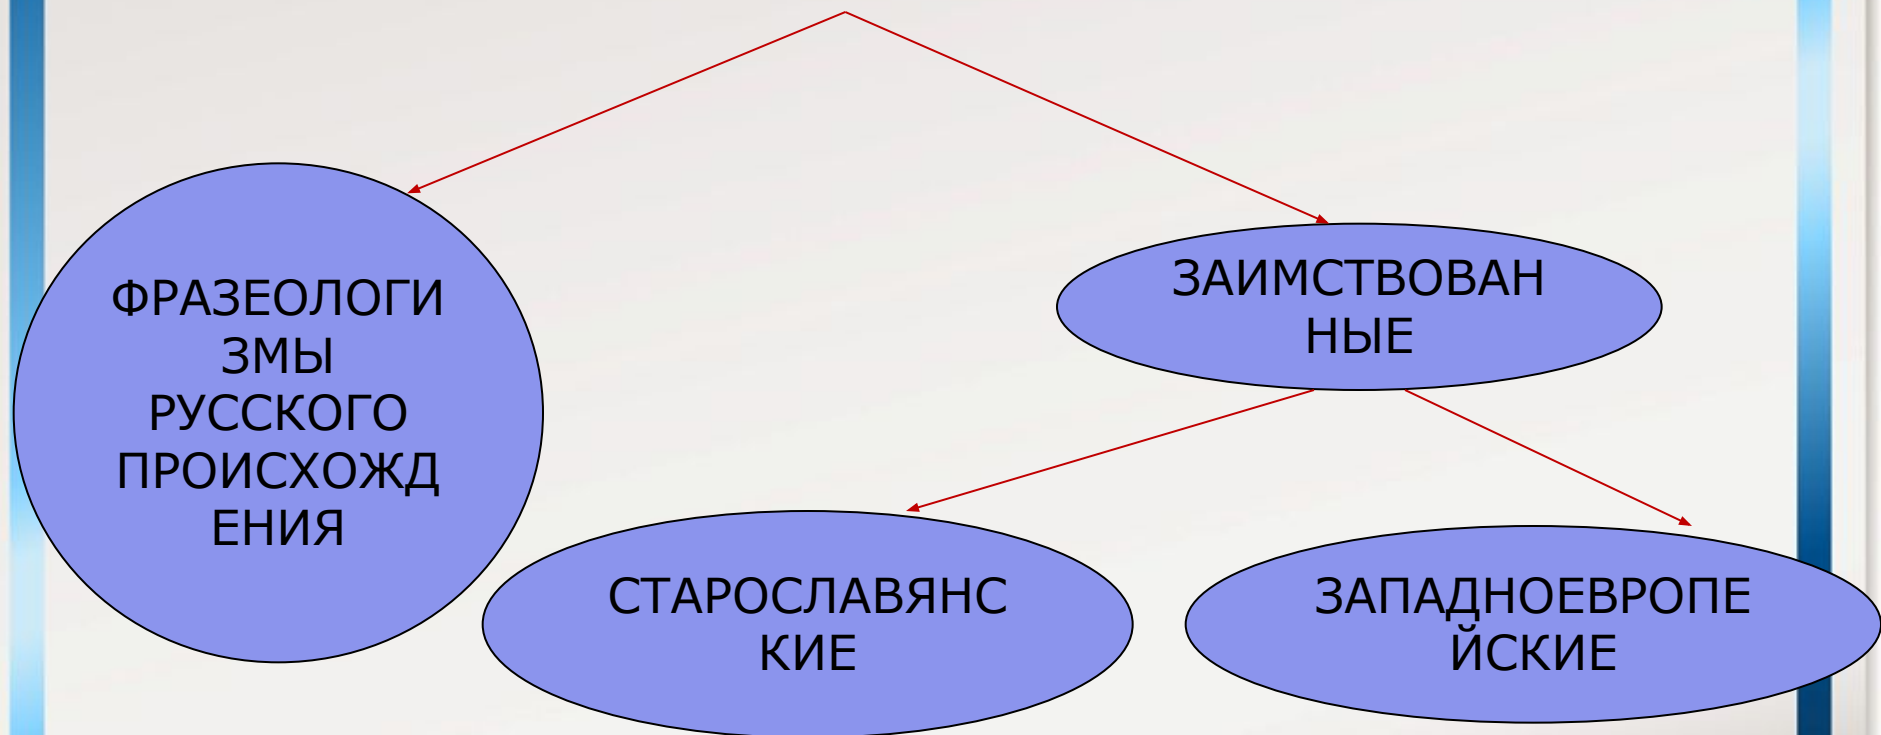 ФРАЗЕОЛОГИ
ЗМЫ
РУССКОГО
ПРОИСХОЖД
ЕНИЯ
ЗАИМСТВОВАН
НЫЕ
СТАРОСЛАВЯНС
КИЕ
ЗАПАДНОЕВРОПЕ
ЙСКИЕ